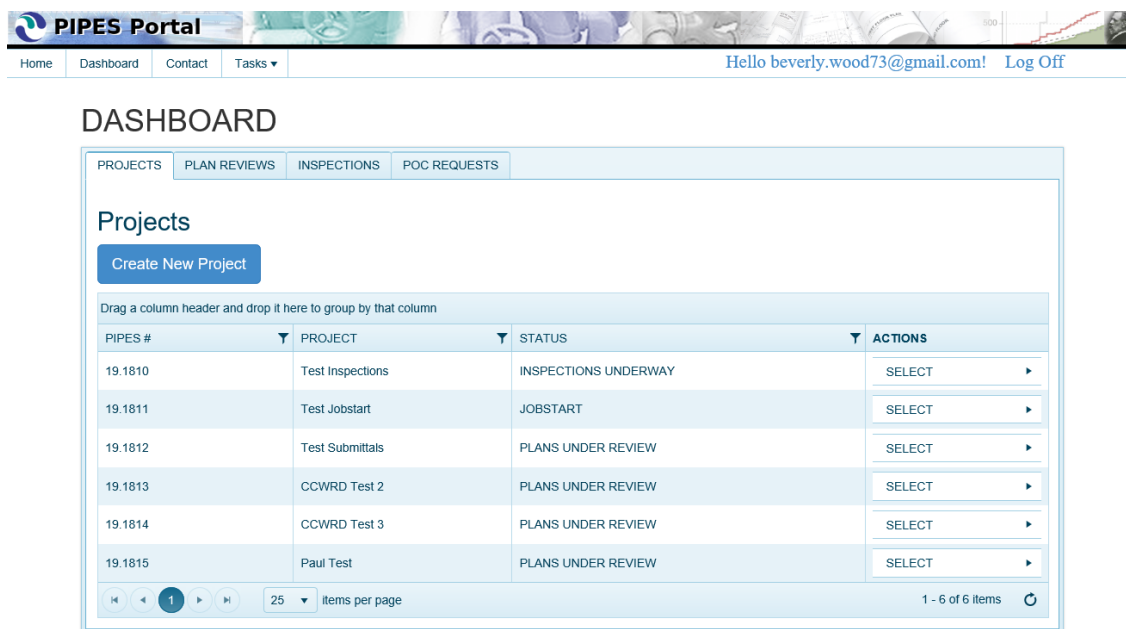 PIPES Portal
300
Home Dashboard Contact Tasks Hello beverly.wood73@gmail.com! Log Off
DASHBOARD
PROJECTS PLAN REVIEWS INSPECTIONS POC REQUESTS
Projects
Create New Project
Drag a column header and drop it here to group by that column
PIPES # PROJECT STATUS ACTIONS
19.1810 Test Inspections INSPECTIONS UNDERWAY SELECT
19.1811 Test Jobstart JOBSTART SELECT
19.1812 Test Submittals PLANS UNDER REVIEW SELECT
19.1813 CCWRD Test 2 PLANS UNDER REVIEW SELECT
19.1814 CCWRD Test 3 PLANS UNDER REVIEW SELECT
19.1815 Paul Test PLANS UNDER REVIEW SELECT
1 25 items per page 1 - 6 of 6 items